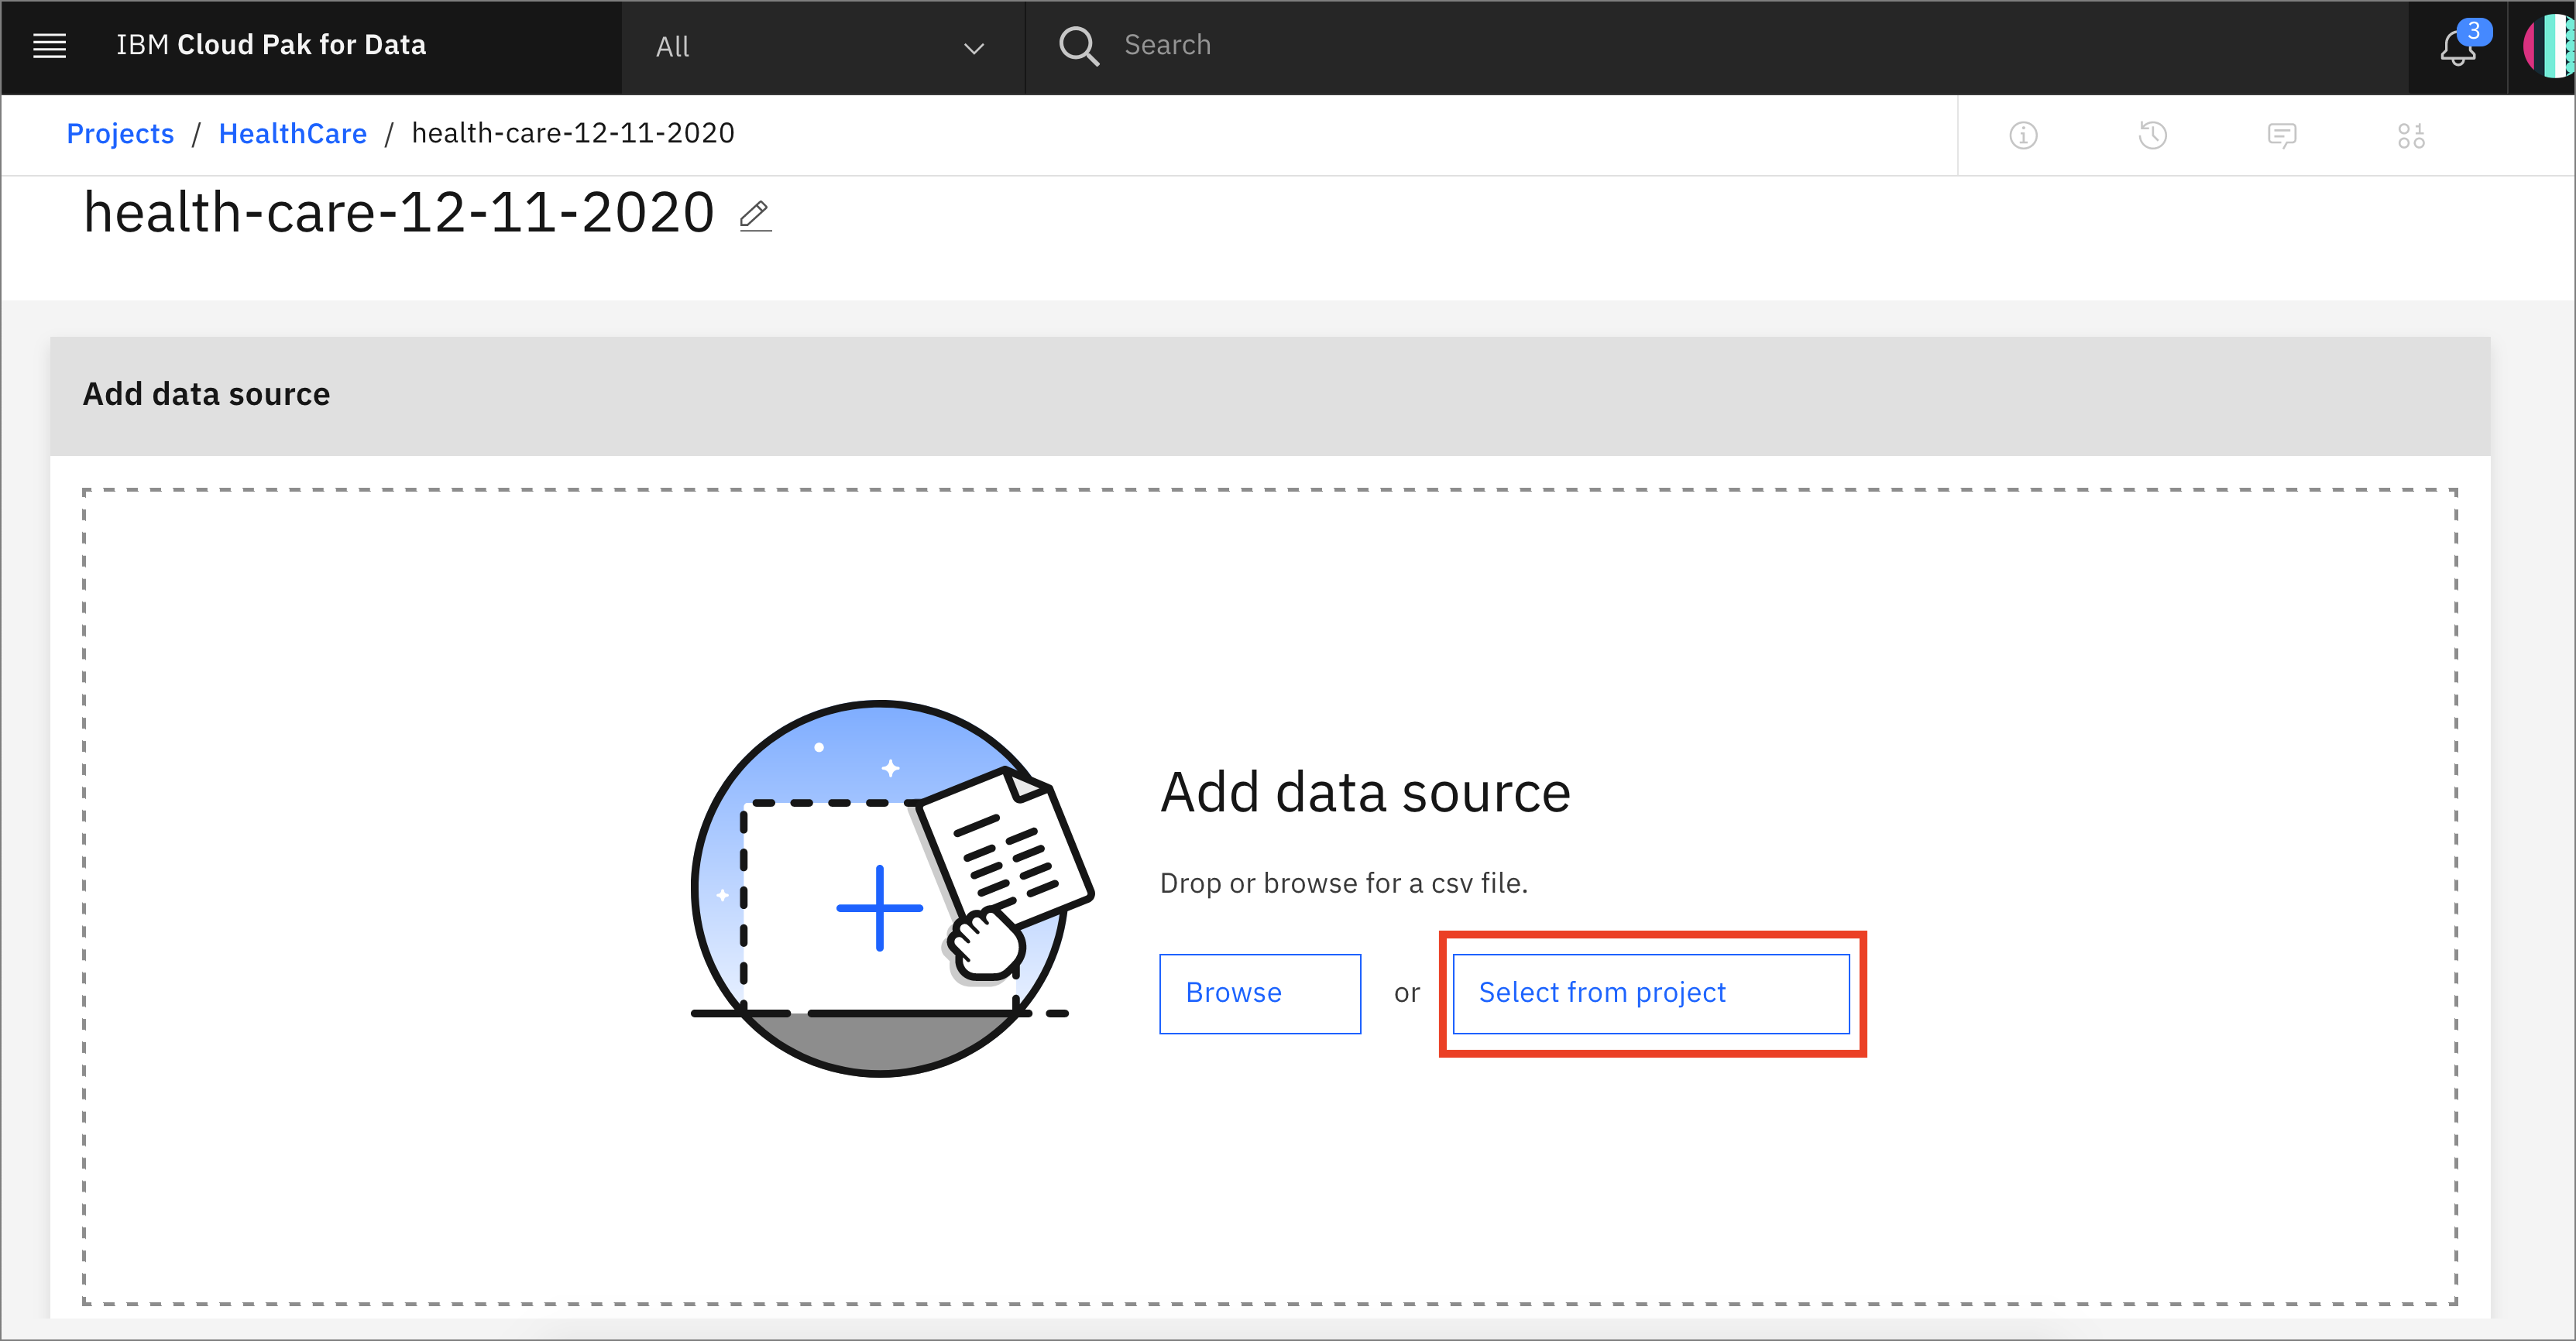 IBM Cloud Pak for Data All Search 3
Projects / HealthCare / health-care-12-11-2020
health-care-12-11-2020
Add data source
Add data source
Drop or browse for a csv file.
Browse or Select from project